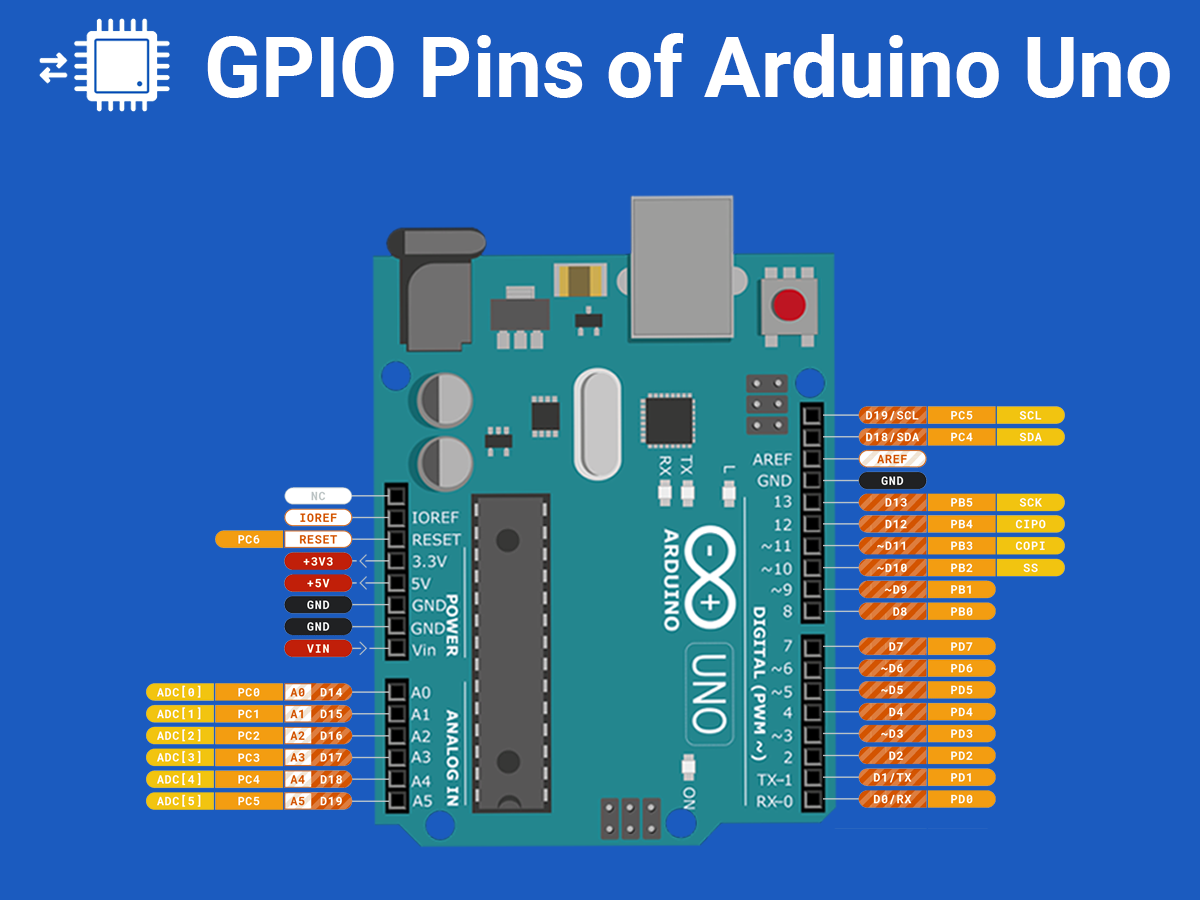 GPIO Pins of Arduino Uno
NC
IOREF
PC6 RESET
+3V3
+5V
GND
GND
VIN
ADC[0] PC0 A0 D14
ADC[1] PC1 A1 D15
ADC[2] PC2 A2 D16
ADC[3] PC3 A3 D17
ADC[4] PC4 A4 D18
ADC[5] PC5 A5 D19
IOREF
RESET
3.3V
5V
GND
GND
Vin
POWER
A0
A1
A2
A3
A4
A5
ANALOG IN
RX
TX
L
ARDUINO
UNO
ON
DIGITAL (PWM ~)
AREF
GND
13
12
~11
~10
~9
8
7
~6
~5
4
~3
2
TX-1
RX-0
D19/SCL PC5 SCL
D18/SDA PC4 SDA
AREF
GND
D13 PB5 SCK
D12 PB4 CIPO
~D11 PB3 COPI
~D10 PB2 SS
~D9 PB1
D8 PB0
D7 PD7
~D6 PD6
~D5 PD5
D4 PD4
~D3 PD3
D2 PD2
D1/TX PD1
D0/RX PD0